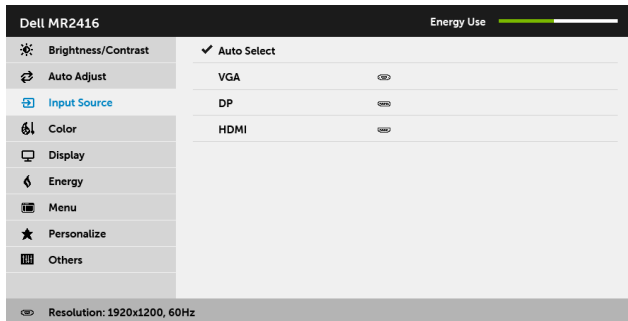 Dell MR2416
Energy Use
Brightness/Contrast
Auto Select
Auto Adjust
VGA
Input Source
DP
Color
HDMI
Display
Energy
Menu
Personalize
Others
Resolution: 1920x1200, 60Hz